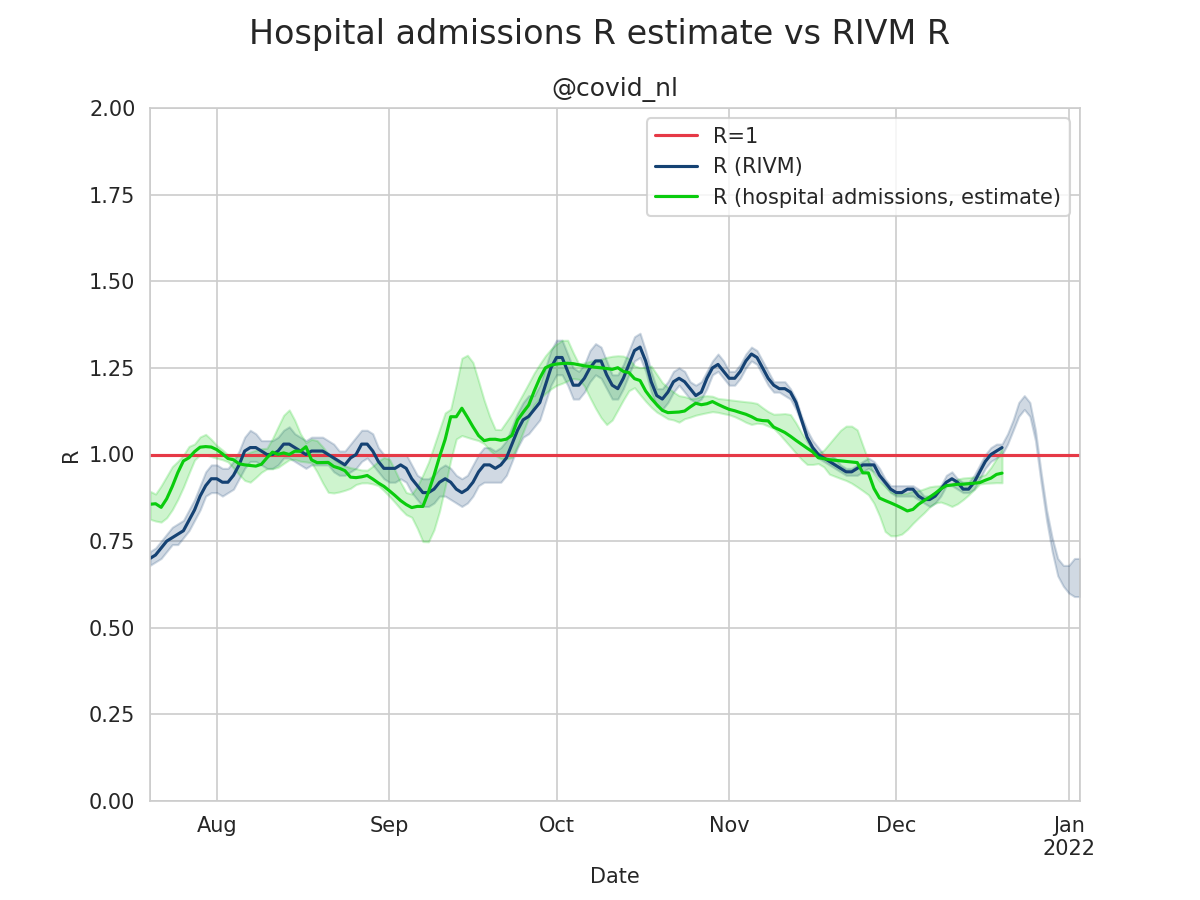 Hospital admissions R estimate vs RIVM R
@covid_nl
R=1
R (RIVM)
R (hospital admissions, estimate)
2.00
1.75
1.50
1.25
1.00
0.75
0.50
0.25
0.00
R
Aug Sep Oct Nov Dec Jan
2022
Date